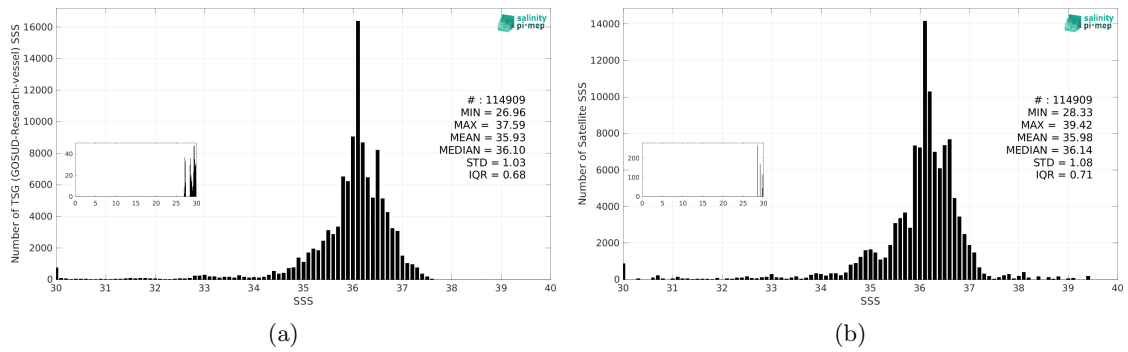 Number of TSG (GOSUD-Research-vessel) SSS
16000
14000
12000
10000
8000
6000
4000
2000
0
30 31 32 33 34 35 36 37 38 39 40
SSS
salinity
pi-mep
# : 114909
MIN = 26.96
MAX = 37.59
MEAN = 35.93
MEDIAN = 36.10
STD = 1.03
IQR = 0.68
40
20
0
0 5 10 15 20 25 30
(a)
Number of Satellite SSS
14000
12000
10000
8000
6000
4000
2000
0
30 31 32 33 34 35 36 37 38 39 40
SSS
salinity
pi-mep
# : 114909
MIN = 28.33
MAX = 39.42
MEAN = 35.98
MEDIAN = 36.14
STD = 1.08
IQR = 0.71
200
100
0
0 5 10 15 20 25 30
(b)